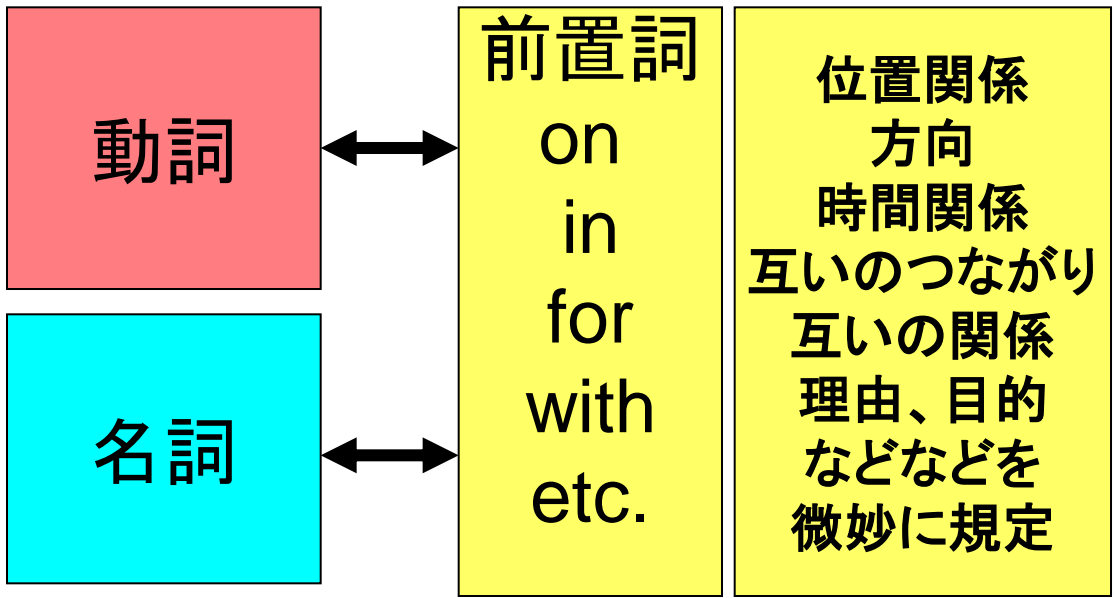 動詞
名詞
前置詞
on
in
for
with
etc.
位置関係
方向
時間関係
互いのつながり
互いの関係
理由、目的
などなどを
微妙に規定